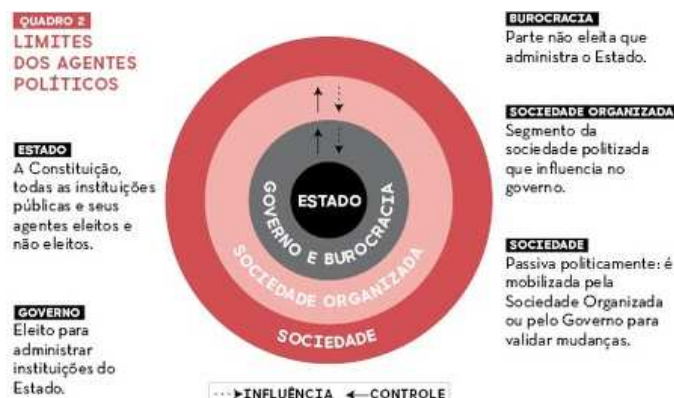 QUADRO 2
LIMITES
DOS AGENTES
POLÍTICOS
ESTADO
A Constituição,
todas as instituições
públicas e seus
agentes eleitos e
não eleitos.
GOVERNO
Eleito para
administrar
instituições do
Estado.
ESTADO
GOVERNO E BUROCRACIA
SOCIEDADE ORGANIZADA
SOCIEDADE
INFLUÊNCIA CONTROLE
BUROCRACIA
Parte não eleita que
administra o Estado.
SOCIEDADE ORGANIZADA
Segmento da
sociedade politizada
que influencia no
governo.
SOCIEDADE
Passiva politicamente: é
mobilizada pela
Sociedade Organizada
ou pelo Governo para
validar mudanças.